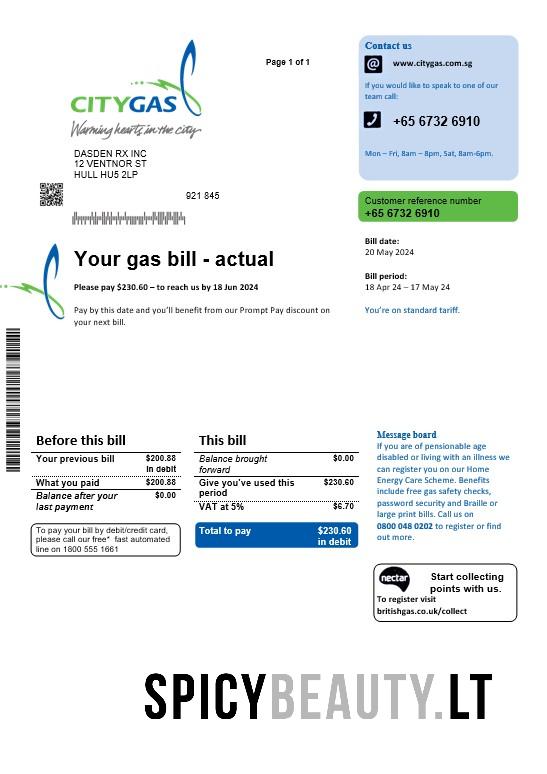 Page 1 of 1
CITYGAS
Warming hearts in the city
DASDEN RX INC
12 VENTNOR ST
HULL HU5 2LP
921 845
Contact us
@ www.citygas.com.sg
If you would like to speak to one of our
team call:
+65 6732 6910
Mon – Fri, 8am – 8pm, Sat, 8am-6pm.
Customer reference number
+65 6732 6910
Your gas bill - actual
Please pay $230.60 – to reach us by 18 Jun 2024
Pay by this date and you’ll benefit from our Prompt Pay discount on
your next bill.
Bill date:
20 May 2024
Bill period:
18 Apr 24 – 17 May 24
You’re on standard tariff.
Before this bill
Your previous bill $200.88
in debit
What you paid $200.88
Balance after your $0.00
last payment
To pay your bill by debit/credit card,
please call our free* fast automated
line on 1800 555 1661
This bill
Balance brought $0.00
forward
Give you’ve used this $230.60
period
VAT at 5% $6.70
Total to pay $230.60
in debit
Message board
If you are of pensionable age
disabled or living with an illness we
can register you on our Home
Energy Care Scheme. Benefits
include free gas safety checks,
password security and Braille or
large print bills. Call us on
0800 048 0202 to register or find
out more.
nectar Start collecting
points with us.
To register visit
britishgas.co.uk/collect
SPICYBEAUTY.LT